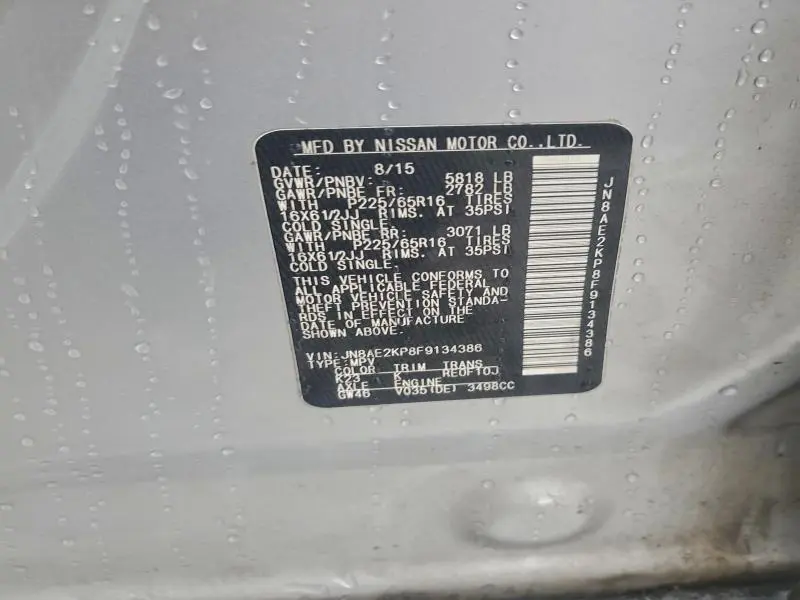 MFD BY NISSAN MOTOR CO.,LTD.
DATE: 8/15
GVWR/PNBV: 5818 LB
GAWR/PNBE FR: 2782 LB
WITH P225/65R16 TIRES
16X61/2JJ RIMS. AT 35PSI
COLD SINGLE.
GAWR/PNBE RR: 3071 LB
WITH P225/65R16 TIRES
16X61/2JJ RIMS. AT 35PSI
COLD SINGLE.
THIS VEHICLE CONFORMS TO
ALL APPLICABLE FEDERAL
MOTOR VEHICLE SAFETY AND
THEFT PREVENTION STANDA-
RDS IN EFFECT ON THE
DATE OF MANUFACTURE
SHOWN ABOVE.
VIN: JN8AE2KP8F9134386
TYPE: MPV
COLOR TRIM TRANS
K23 K RE0F10J
AXLE ENGINE
GW46 VQ35(DE) 3498CC
JN8AE2KP8F9134386